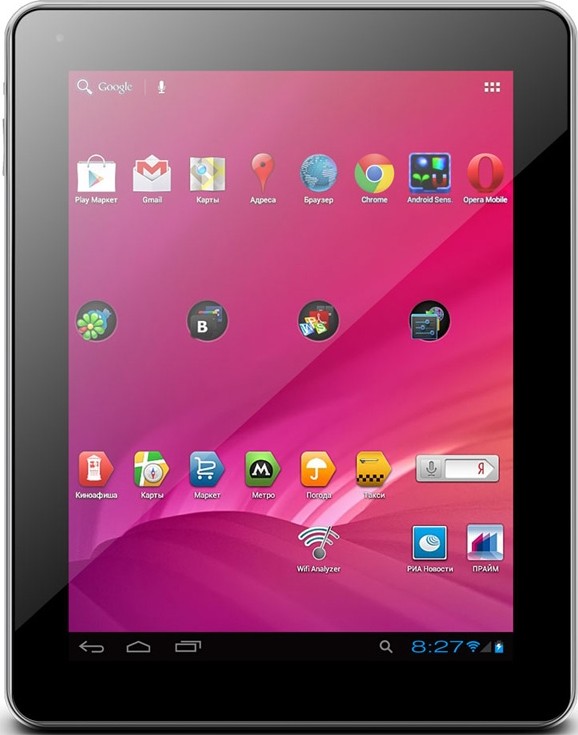 Google
Play Маркет
Gmail
Карты
Адреса
Браузер
Chrome
Android Sens.
Opera Mobile
B
Киноафиша
Карты
Маркет
Метро
Погода
Такси
Я
Wifi Analyzer
РИА Новости
ПРАЙМ
8:27